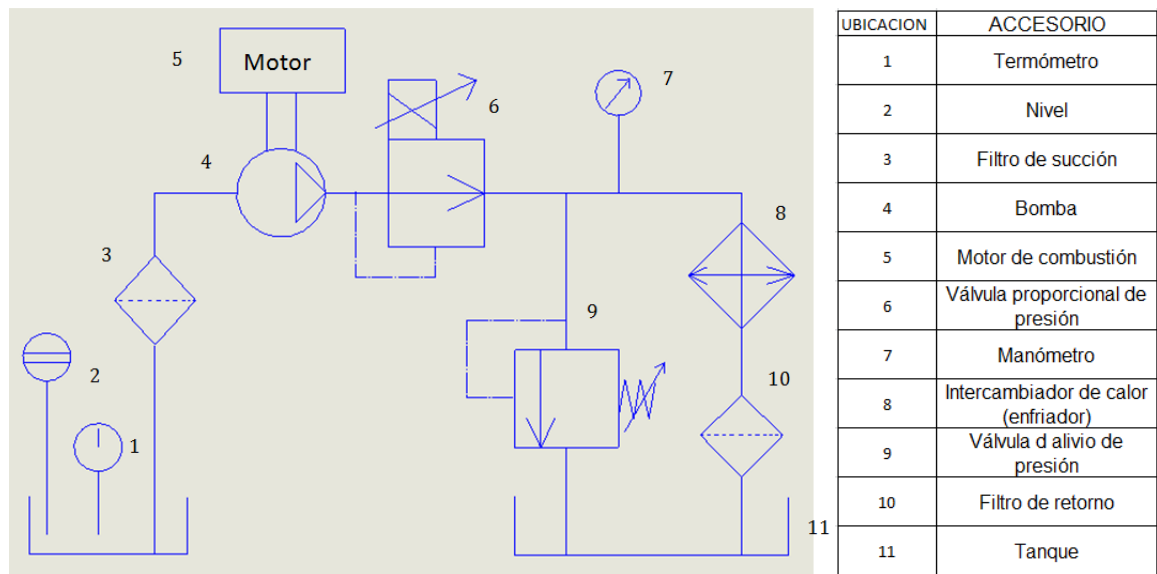 5
Motor
6
7
4
8
3
9
2
10
1
11
UBICACION ACCESORIO
1 Termómetro
2 Nivel
3 Filtro de succión
4 Bomba
5 Motor de combustión
6 Válvula proporcional de
presión
7 Manómetro
8 Intercambiador de calor
(enfriador)
9 Válvula d alivio de
presión
10 Filtro de retorno
11 Tanque